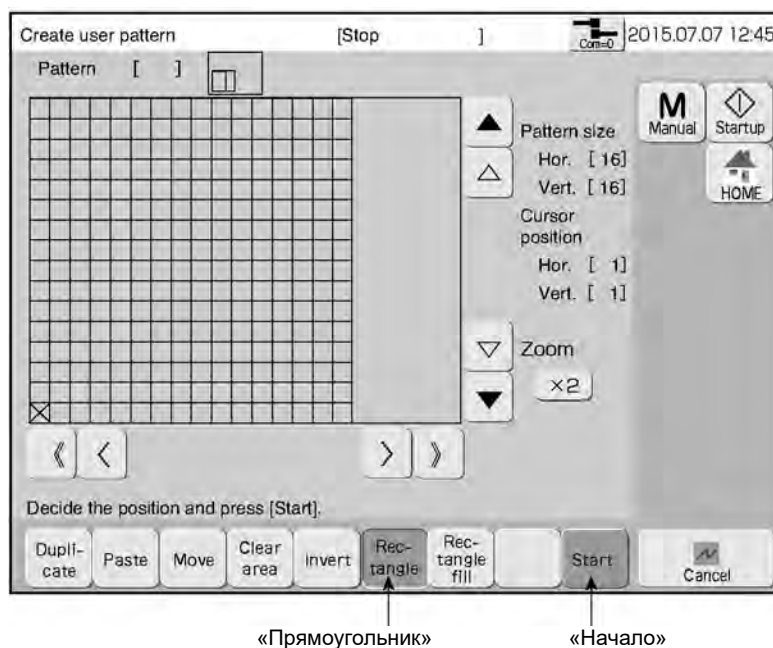 Create user pattern [Stop ] Com=0 2015.07.07 12:45
Pattern [ ]
M
Manual
Startup
HOME
Pattern size
Hor. [ 16]
Vert. [ 16]
Cursor
position
Hor. [ 1]
Vert. [ 1]
Zoom
×2
Decide the position and press [Start].
Dupli-
cate
Paste
Move
Clear
area
Invert
Rec-
tangle
Rec-
tangle
fill
Start
Cancel
«Прямоугольник» «Начало»